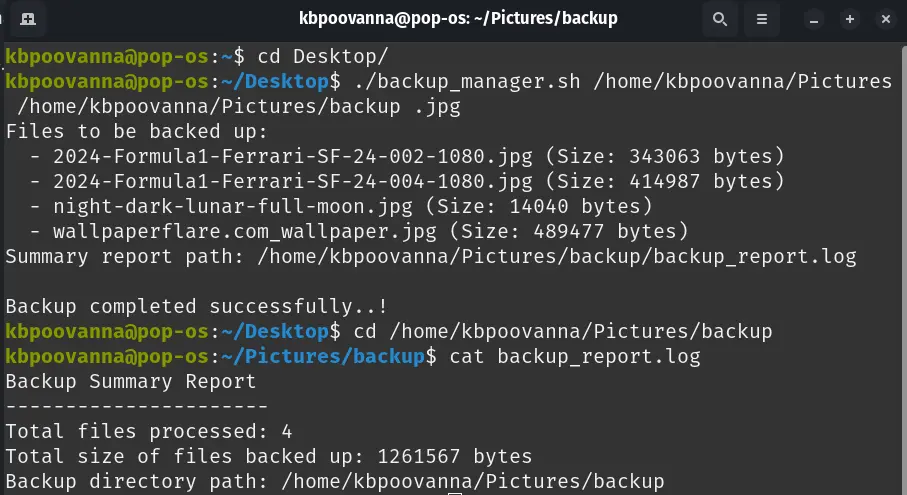 kbpoovanna@pop-os: ~/Pictures/backup
kbpoovanna@pop-os:~$ cd Desktop/
kbpoovanna@pop-os:~/Desktop$ ./backup_manager.sh /home/kbpoovanna/Pictures
/home/kbpoovanna/Pictures/backup .jpg
Files to be backed up:
  - 2024-Formula1-Ferrari-SF-24-002-1080.jpg (Size: 343063 bytes)
  - 2024-Formula1-Ferrari-SF-24-004-1080.jpg (Size: 414987 bytes)
  - night-dark-lunar-full-moon.jpg (Size: 14040 bytes)
  - wallpaperflare.com_wallpaper.jpg (Size: 489477 bytes)
Summary report path: /home/kbpoovanna/Pictures/backup/backup_report.log
Backup completed successfully..!
kbpoovanna@pop-os:~/Desktop$ cd /home/kbpoovanna/Pictures/backup
kbpoovanna@pop-os:~/Pictures/backup$ cat backup_report.log
Backup Summary Report
----------------------
Total files processed: 4
Total size of files backed up: 1261567 bytes
Backup directory path: /home/kbpoovanna/Pictures/backup